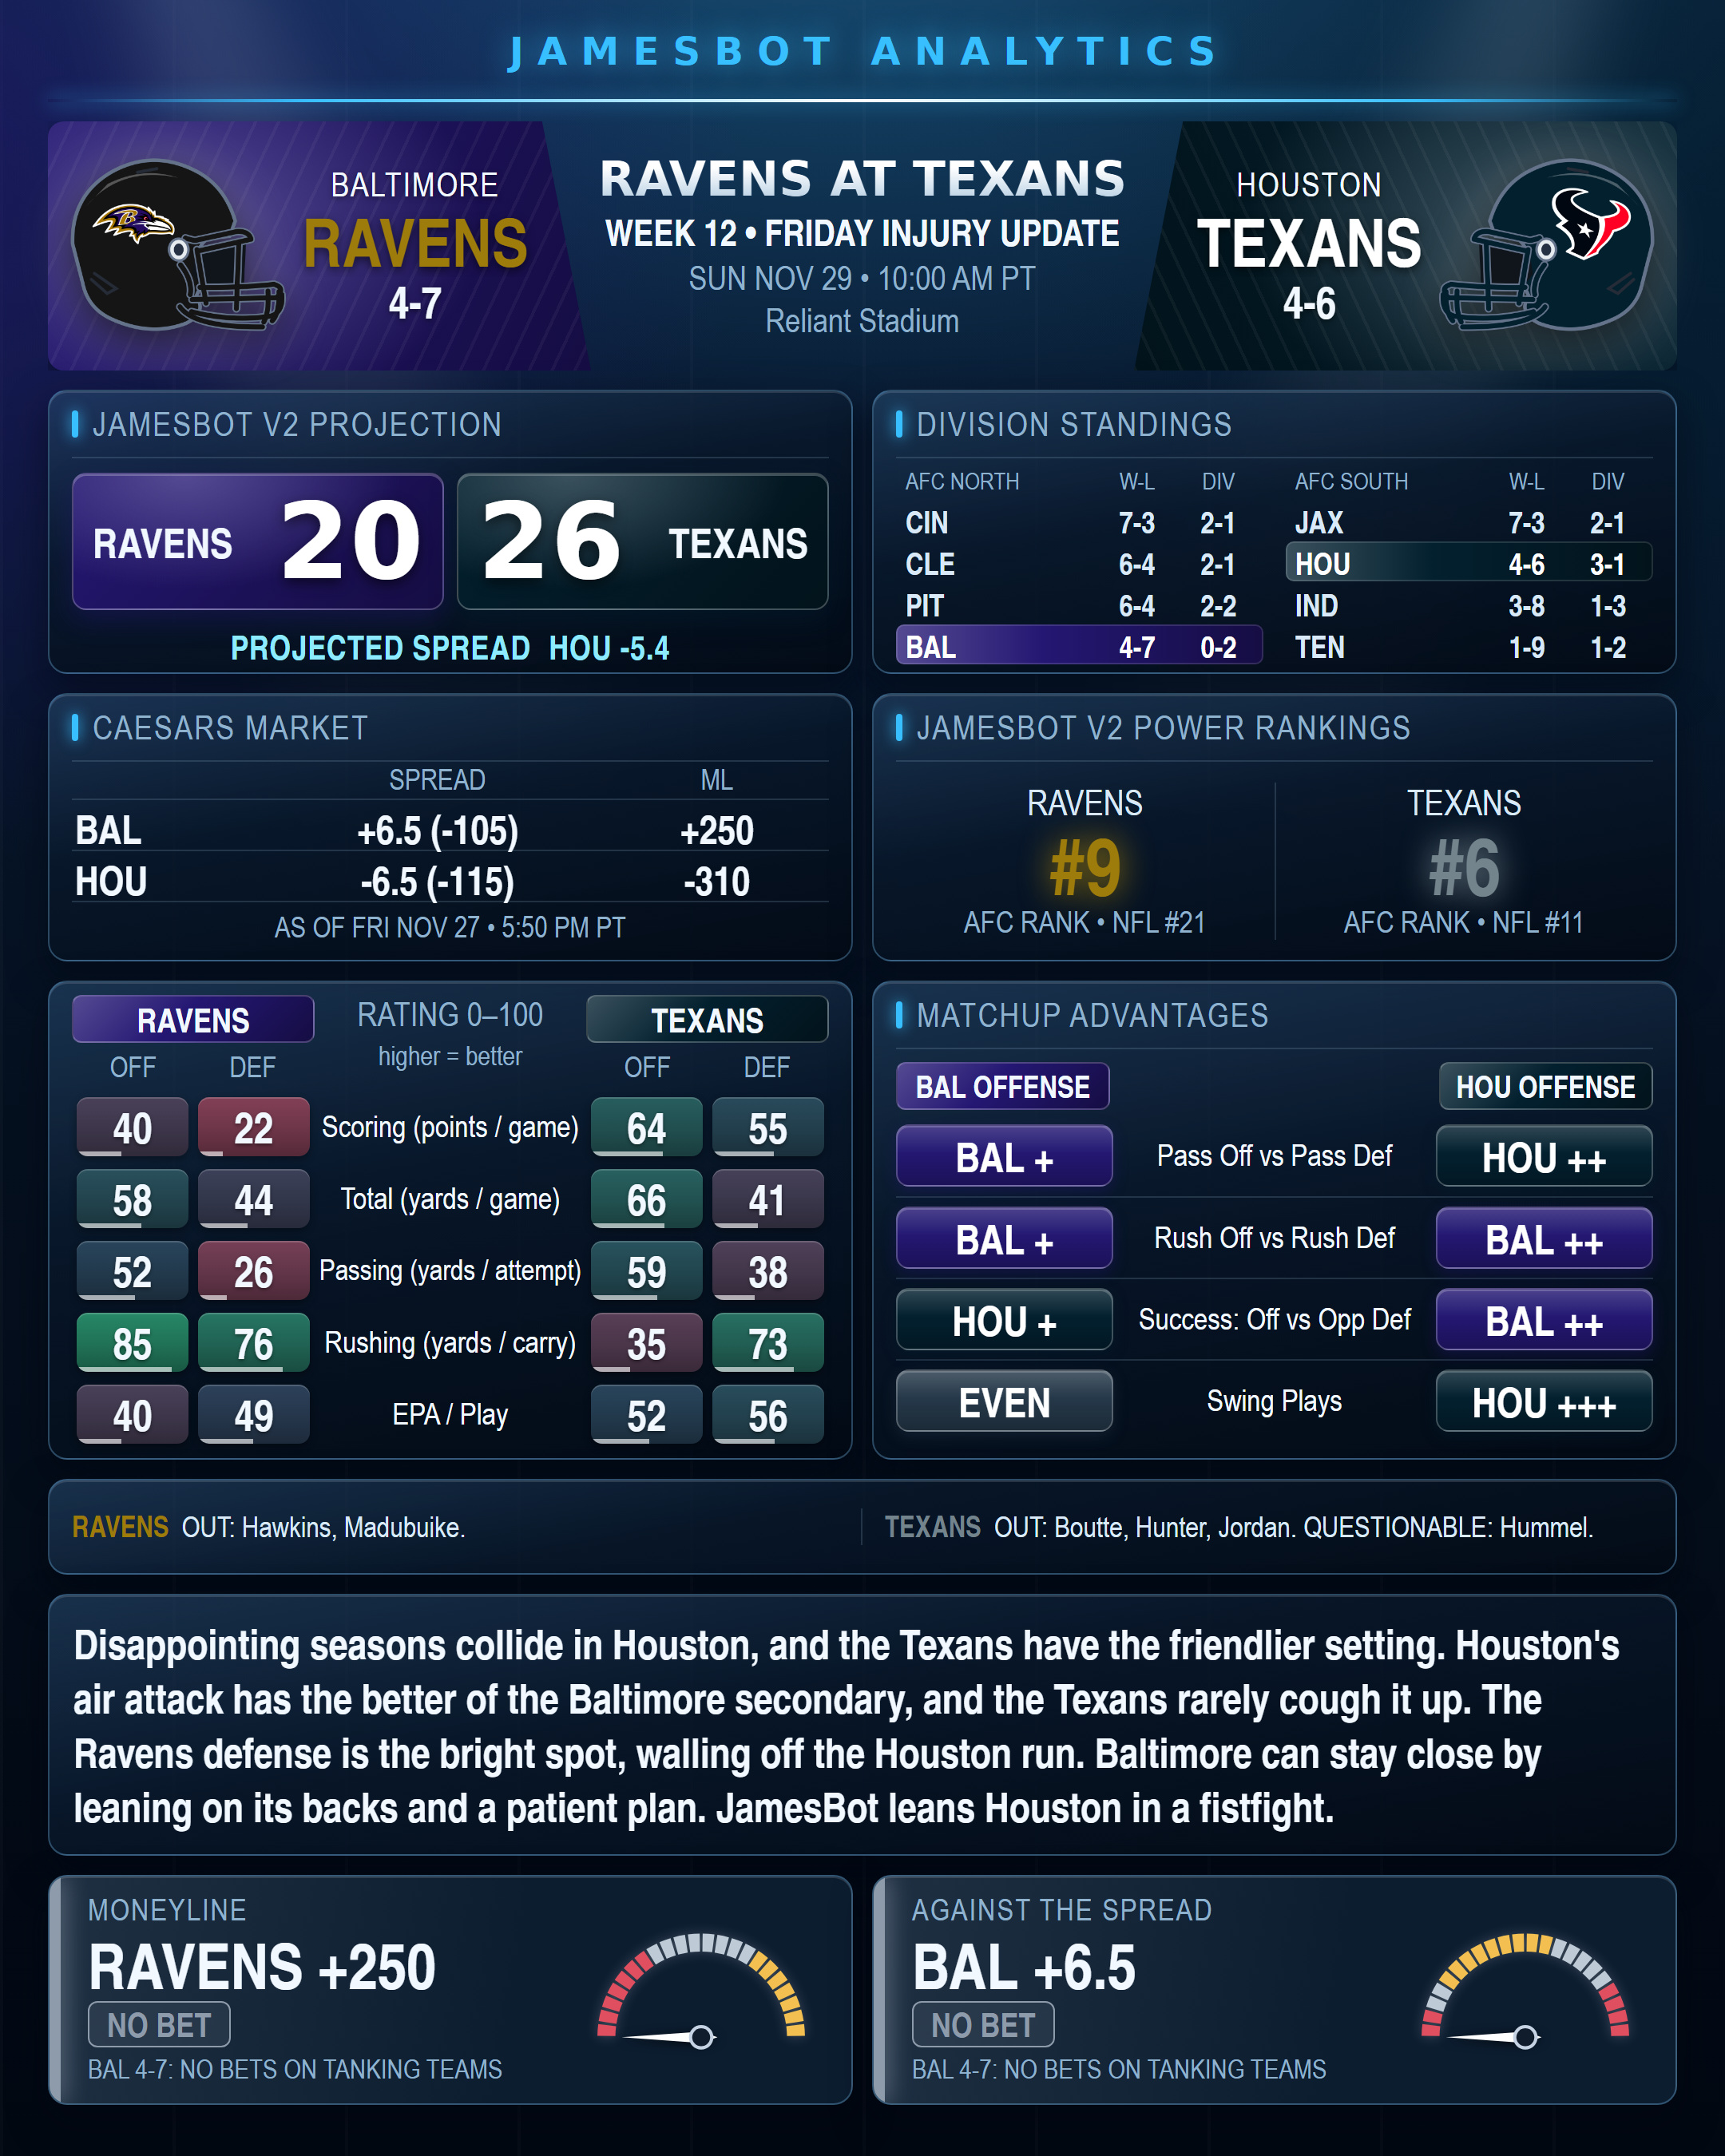 JAMESBOT ANALYTICS
BALTIMORE
RAVENS
4-7
RAVENS AT TEXANS
WEEK 12 • FRIDAY INJURY UPDATE
SUN NOV 29 • 10:00 AM PT
Reliant Stadium
HOUSTON
TEXANS
4-6
JAMESBOT V2 PROJECTION
RAVENS 20 26 TEXANS
PROJECTED SPREAD HOU -5.4
DIVISION STANDINGS
AFC NORTH W-L DIV AFC SOUTH W-L DIV
CIN 7-3 2-1 JAX 7-3 2-1
CLE 6-4 2-1 HOU 4-6 3-1
PIT 6-4 2-2 IND 3-8 1-3
BAL 4-7 0-2 TEN 1-9 1-2
CAESARS MARKET
SPREAD ML
BAL +6.5 (-105) +250
HOU -6.5 (-115) -310
AS OF FRI NOV 27 • 5:50 PM PT
JAMESBOT V2 POWER RANKINGS
RAVENS TEXANS
#9 #6
AFC RANK • NFL #21 AFC RANK • NFL #11
RAVENS RATING 0–100 TEXANS
OFF DEF higher = better OFF DEF
40 22 Scoring (points / game) 64 55
58 44 Total (yards / game) 66 41
52 26 Passing (yards / attempt) 59 38
85 76 Rushing (yards / carry) 35 73
40 49 EPA / Play 52 56
MATCHUP ADVANTAGES
BAL OFFENSE HOU OFFENSE
BAL + Pass Off vs Pass Def HOU ++
BAL + Rush Off vs Rush Def BAL ++
HOU + Success: Off vs Opp Def BAL ++
EVEN Swing Plays HOU +++
RAVENS OUT: Hawkins, Madubuike.
TEXANS OUT: Boutte, Hunter, Jordan. QUESTIONABLE: Hummel.
Disappointing seasons collide in Houston, and the Texans have the friendlier setting. Houston's
air attack has the better of the Baltimore secondary, and the Texans rarely cough it up. The
Ravens defense is the bright spot, walling off the Houston run. Baltimore can stay close by
leaning on its backs and a patient plan. JamesBot leans Houston in a fistfight.
MONEYLINE
RAVENS +250
NO BET
BAL 4-7: NO BETS ON TANKING TEAMS
AGAINST THE SPREAD
BAL +6.5
NO BET
BAL 4-7: NO BETS ON TANKING TEAMS